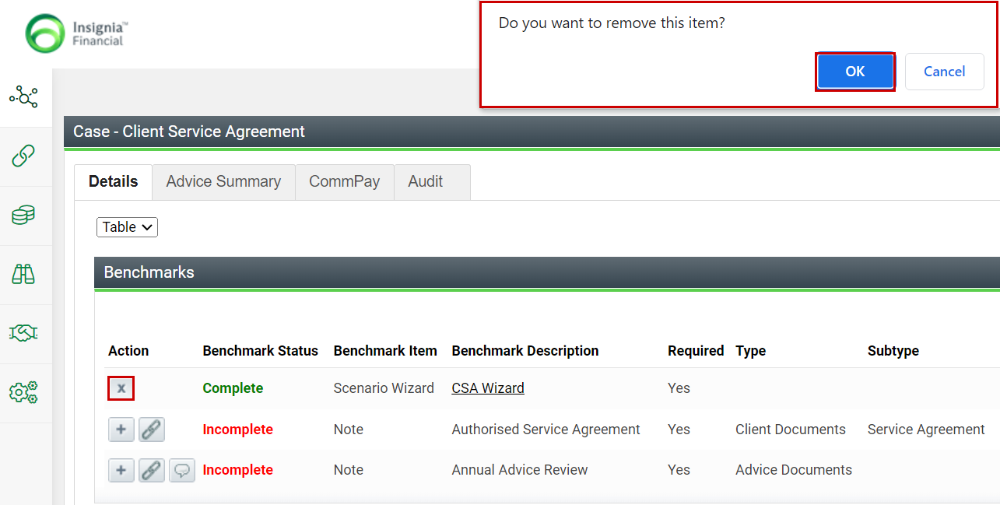 Insignia™
Financial
Do you want to remove this item?
OK Cancel
Case - Client Service Agreement
Details Advice Summary CommPay Audit
Table
Benchmarks
Action Benchmark Status Benchmark Item Benchmark Description Required Type Subtype
x Complete Scenario Wizard CSA Wizard Yes
+ Incomplete Note Authorised Service Agreement Yes Client Documents Service Agreement
+ Incomplete Note Annual Advice Review Yes Advice Documents